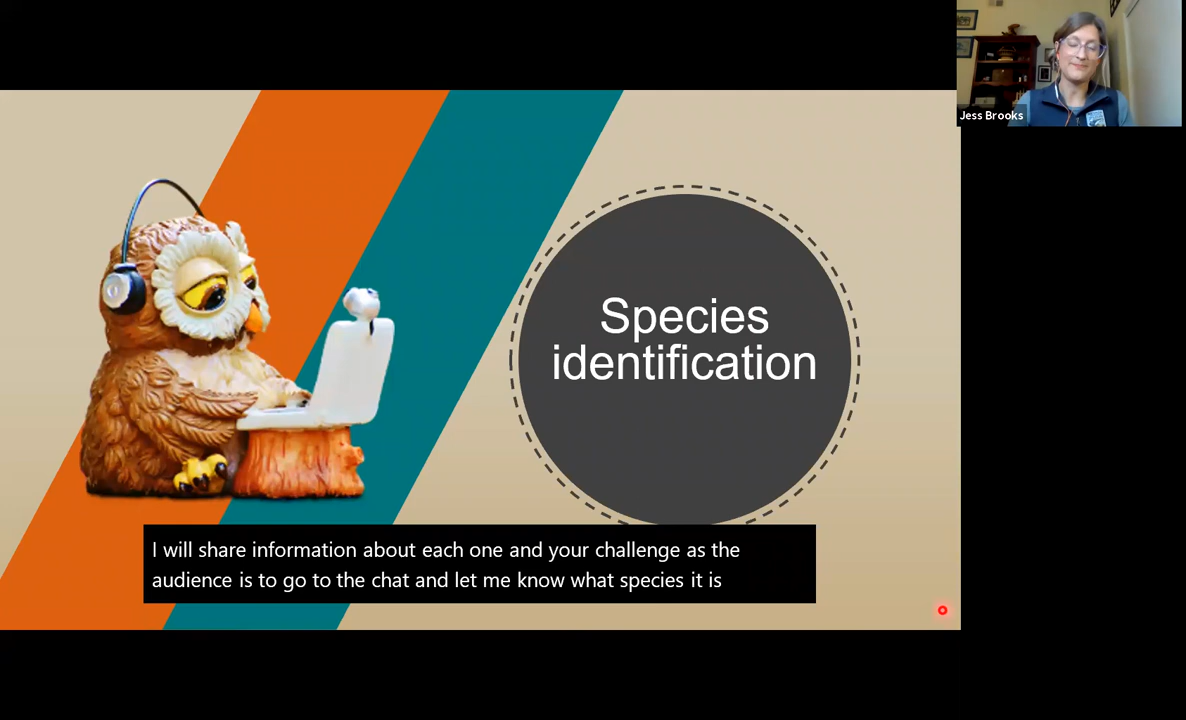 Jess Brooks
Species
identification
I will share information about each one and your challenge as the
audience is to go to the chat and let me know what species it is